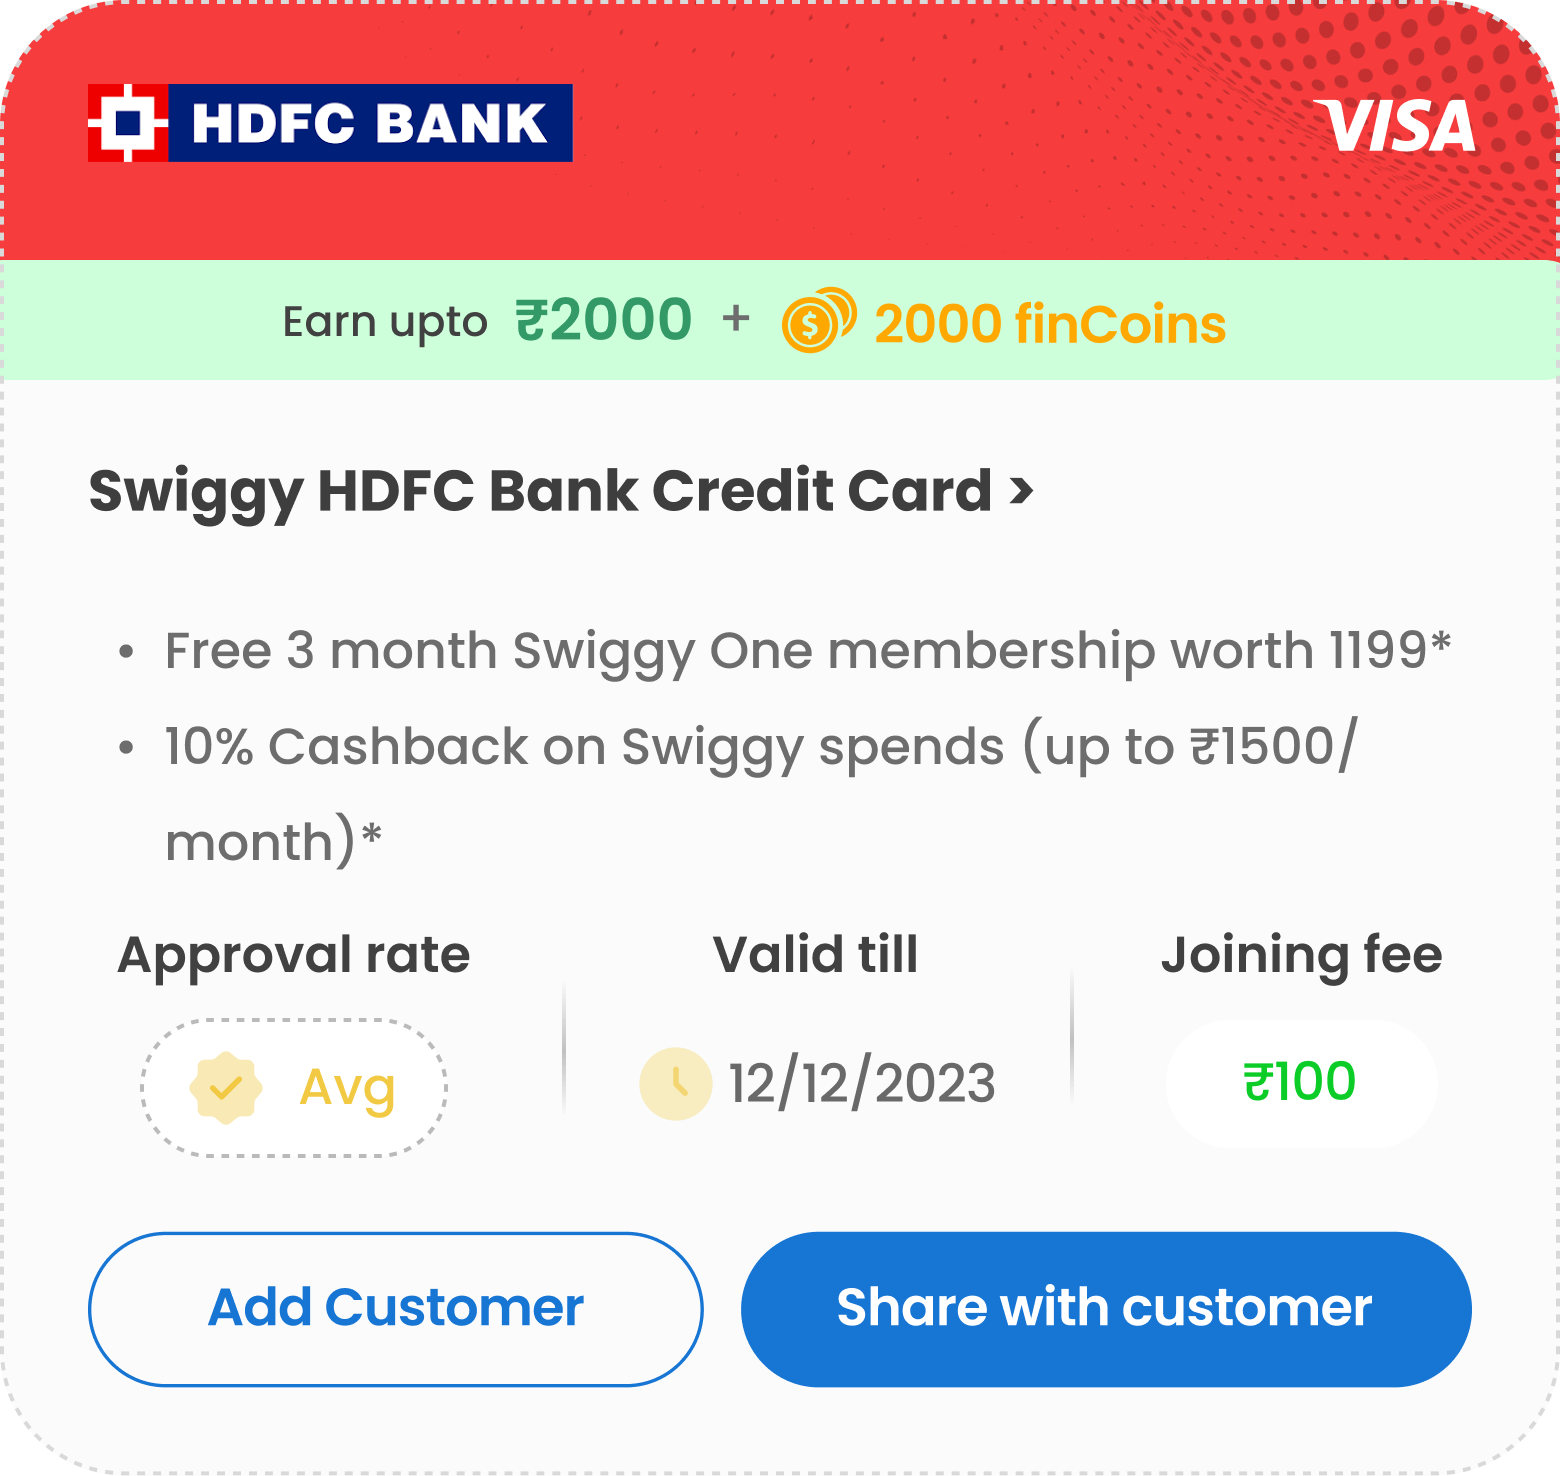 HDFC BANK
VISA
Earn upto ₹2000 + 2000 finCoins
Swiggy HDFC Bank Credit Card >
• Free 3 month Swiggy One membership worth 1199*
• 10% Cashback on Swiggy spends (up to ₹1500/
month)*
Approval rate Valid till Joining fee
Avg 12/12/2023 ₹100
Add Customer Share with customer